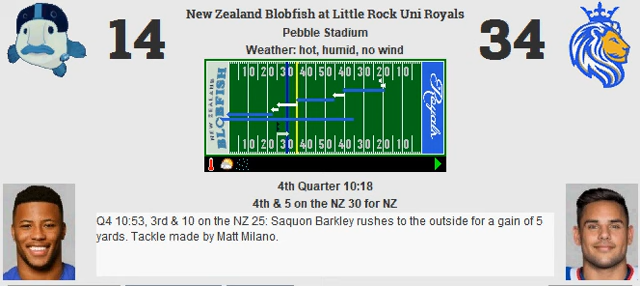 New Zealand Blobfish at Little Rock Uni Royals
14
34
Pebble Stadium
Weather: hot, humid, no wind
10 20 30 40 50 40 30 20 10
NEW ZEALAND
BLOBFISH
Royals
10 20 30 40 50 40 30 20 10
4th Quarter 10:18
4th & 5 on the NZ 30 for NZ
Q4 10:53, 3rd & 10 on the NZ 25: Saquon Barkley rushes to the outside for a gain of 5
yards. Tackle made by Matt Milano.